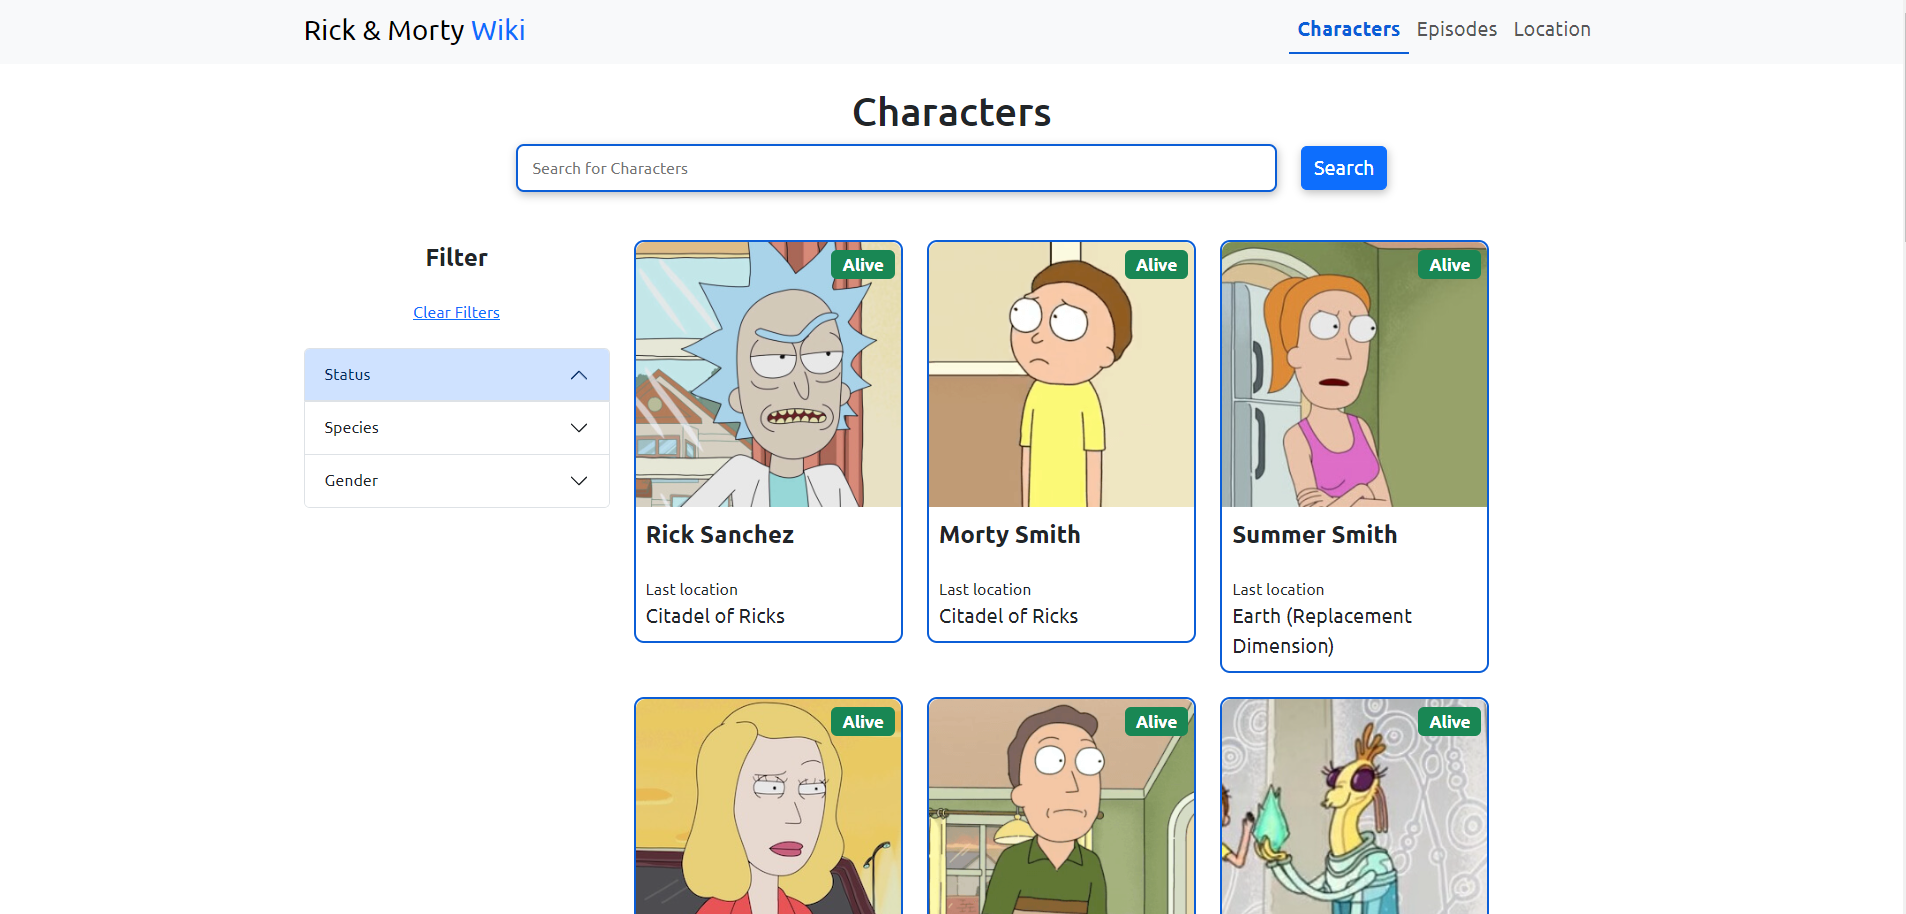 Rick & Morty Wiki
Characters Episodes Location
Characters
Search for Characters
Search
Filter
Clear Filters
Status
Species
Gender
Alive
Rick Sanchez
Last location
Citadel of Ricks
Alive
Morty Smith
Last location
Citadel of Ricks
Alive
Summer Smith
Last location
Earth (Replacement
Dimension)
Alive
Alive
Alive